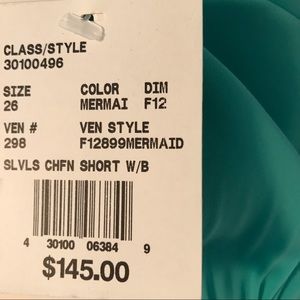 CLASS/STYLE
30100496
SIZE COLOR DIM
26 MERMAI F12
VEN # VEN STYLE
298 F12899MERMAID
SLVLS CHFN SHORT W/B
4 30100 06384 9
$145.00